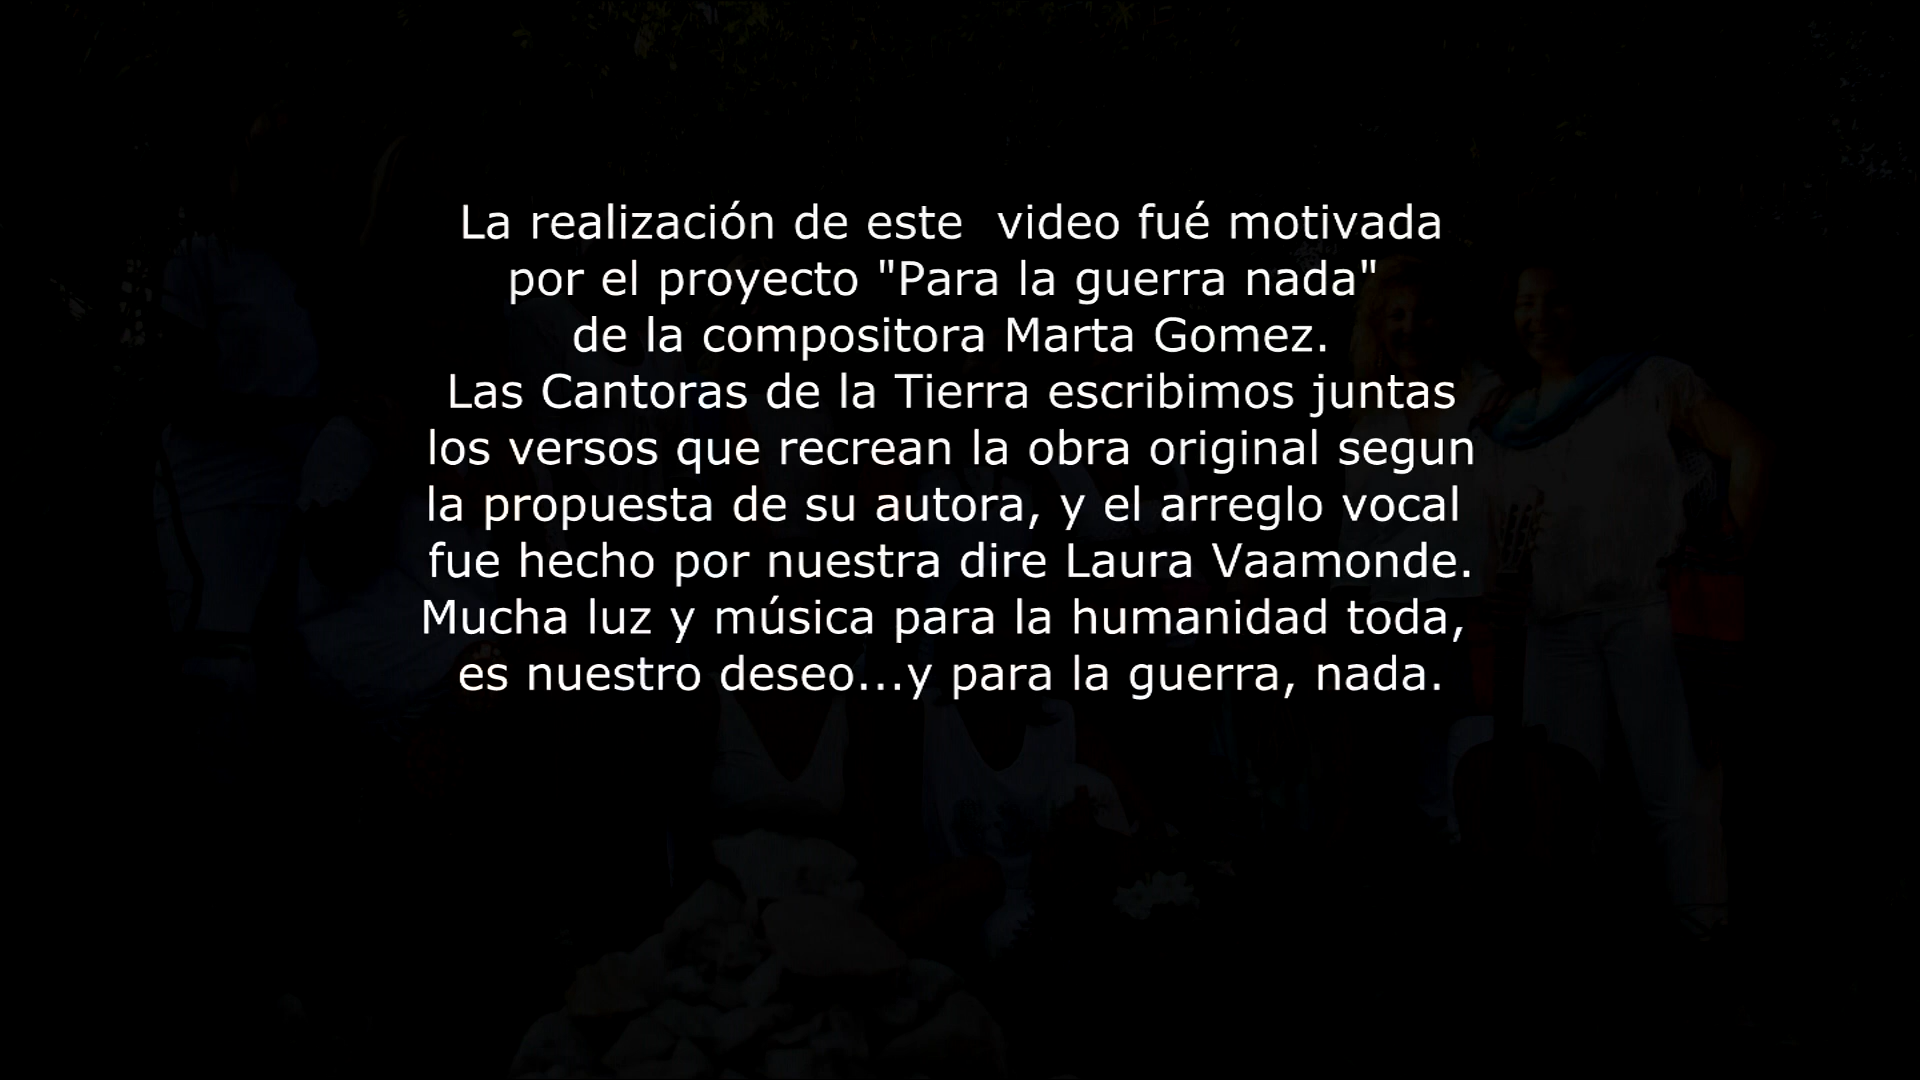 La realización de este  video fué motivada
por el proyecto "Para la guerra nada"
de la compositora Marta Gomez.
Las Cantoras de la Tierra escribimos juntas
los versos que recrean la obra original segun
la propuesta de su autora, y el arreglo vocal
fue hecho por nuestra dire Laura Vaamonde.
Mucha luz y música para la humanidad toda,
es nuestro deseo...y para la guerra, nada.